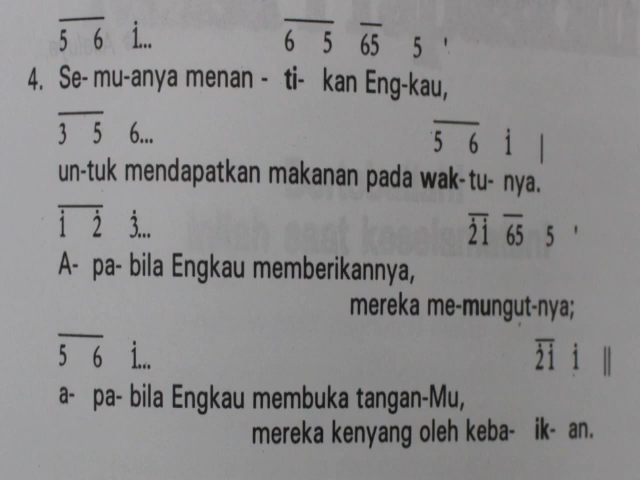 5 6 i̇... 6 5 65 5 '
4. Se- mu-anya menan - ti- kan Eng-kau,
3 5 6... 5 6 i̇ |
un-tuk mendapatkan makanan pada wak-tu- nya.
i̇ 2̇ 3̇... 2̇i̇ 65 5 '
A- pa- bila Engkau memberikannya,
mereka me-mungut-nya;
5 6 i̇... 2̇i̇ i̇ ||
a- pa- bila Engkau membuka tangan-Mu,
mereka kenyang oleh keba- ik- an.